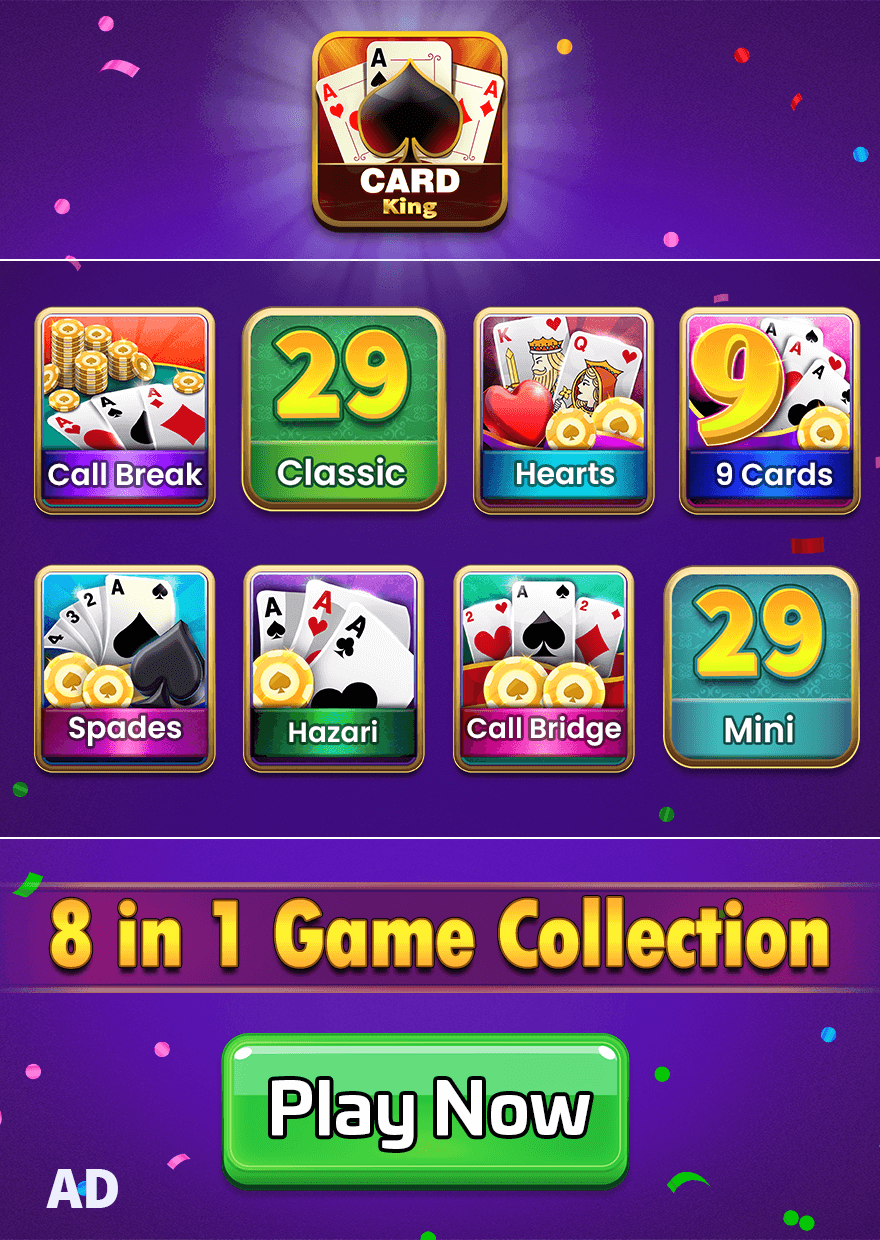 A
A
A
CARD
King
Call Break
29
Classic
K
Q
Hearts
9
A
A
A
9 Cards
4
3
2
A
Spades
A
A
A
Hazari
2
A
2
Call Bridge
29
Mini
8 in 1 Game Collection
Play Now
AD